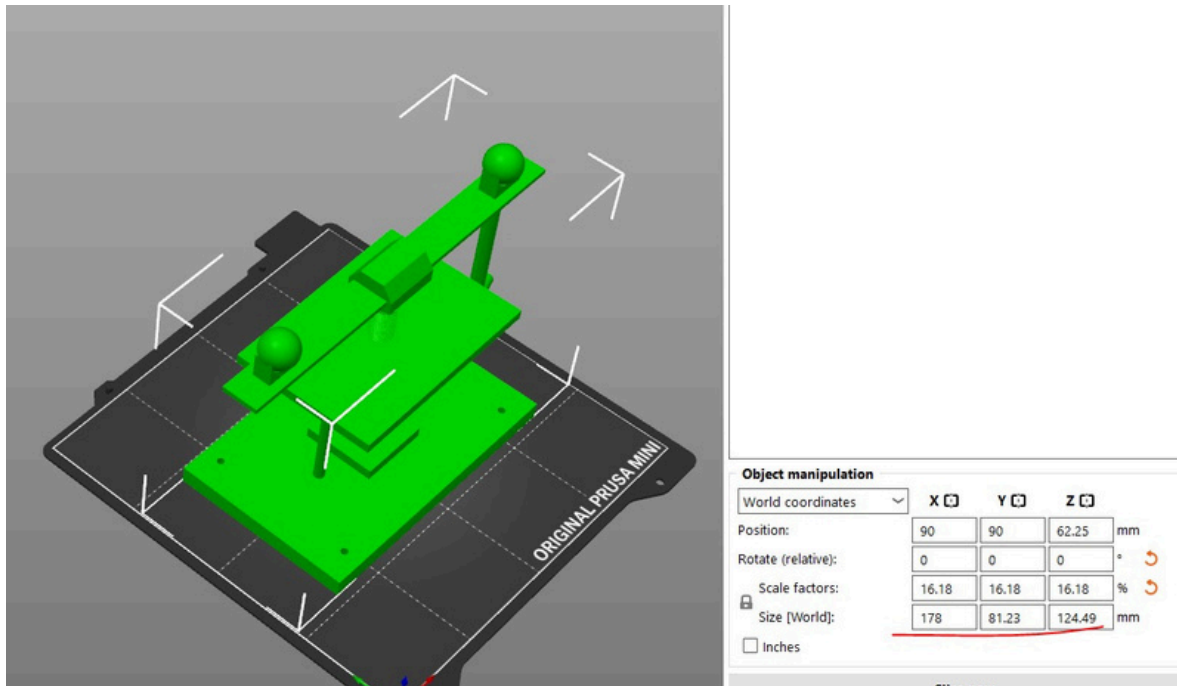 ORIGINAL PRUSA MINI
Object manipulation
World coordinates X Y Z
Position: 90 90 62.25 mm
Rotate (relative): 0 0 0 °
Scale factors: 16.18 16.18 16.18 %
Size [World]: 178 81.23 124.49 mm
Inches